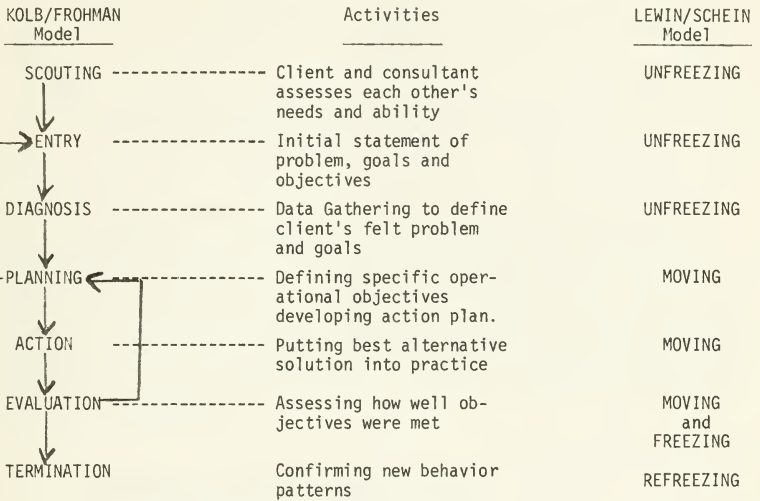 KOLB/FROHMAN Activities LEWIN/SCHEIN
Model Model
SCOUTING Client and consultant UNFREEZING
assesses each other's
needs and ability
ENTRY Initial statement of UNFREEZING
problem, goals and
objectives
DIAGNOSIS Data Gathering to define UNFREEZING
client's felt problem
and goals
PLANNING Defining specific oper- MOVING
ational objectives
developing action plan.
ACTION Putting best alternative MOVING
solution into practice
EVALUATION Assessing how well ob- MOVING
jectives were met and
FREEZING
TERMINATION Confirming new behavior REFREEZING
patterns